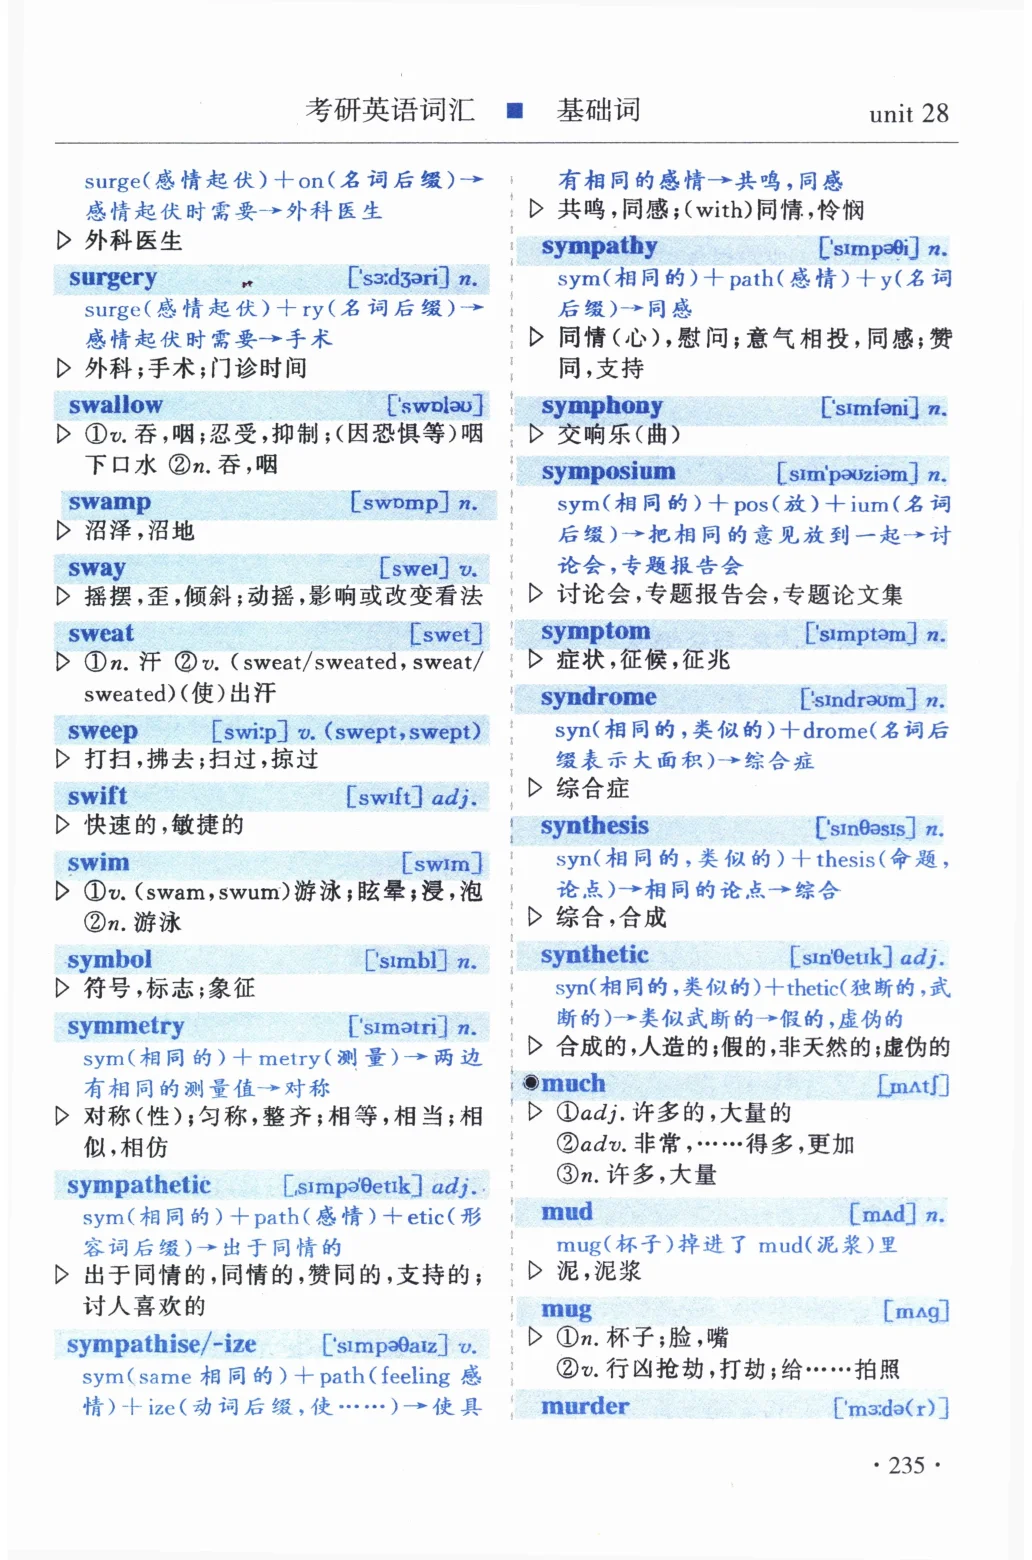 考研英语词汇 ■ 基础词 unit 28
surge(感情起伏)＋on(名词后缀)→
感情起伏时需要→外科医生
▷ 外科医生
surgery ['sɜ:dʒəri] n.
surge(感情起伏)＋ry(名词后缀)→
感情起伏时需要→手术
▷ 外科;手术;门诊时间
swallow ['swɒləʊ]
▷ ①v. 吞,咽;忍受,抑制;(因恐惧等)咽
下口水 ②n. 吞,咽
swamp [swɒmp] n.
▷ 沼泽,沼地
sway [sweɪ] v.
▷ 摇摆,歪,倾斜;动摇,影响或改变看法
sweat [swet]
▷ ①n. 汗 ②v. (sweat/sweated, sweat/
sweated)(使)出汗
sweep [swi:p] v. (swept,swept)
▷ 打扫,拂去;扫过,掠过
swift [swɪft] adj.
▷ 快速的,敏捷的
swim [swɪm]
▷ ①v. (swam,swum)游泳;眩晕;浸,泡
②n. 游泳
symbol ['sɪmbl] n.
▷ 符号,标志;象征
symmetry ['sɪmətri] n.
sym(相同的)＋metry(测量)→两边
有相同的测量值→对称
▷ 对称(性);匀称,整齐;相等,相当;相
似,相仿
sympathetic [ˌsɪmpə'θetɪk] adj.
sym(相同的)＋path(感情)＋etic(形
容词后缀)→出于同情的
▷ 出于同情的,同情的,赞同的,支持的;
讨人喜欢的
sympathise/-ize ['sɪmpəθaɪz] v.
sym(same 相同的)＋path(feeling 感
情)＋ize(动词后缀,使……)→使具
有相同的感情→共鸣,同感
▷ 共鸣,同感;(with)同情,怜悯
sympathy ['sɪmpəθi] n.
sym(相同的)＋path(感情)＋y(名词
后缀)→同感
▷ 同情(心),慰问;意气相投,同感;赞
同,支持
symphony ['sɪmfəni] n.
▷ 交响乐(曲)
symposium [sɪm'pəʊziəm] n.
sym(相同的)＋pos(放)＋ium(名词
后缀)→把相同的意见放到一起→讨
论会,专题报告会
▷ 讨论会,专题报告会,专题论文集
symptom ['sɪmptəm] n.
▷ 症状,征候,征兆
syndrome ['sɪndrəʊm] n.
syn(相同的,类似的)＋drome(名词后
缀表示大面积)→综合症
▷ 综合症
synthesis ['sɪnθəsɪs] n.
syn(相同的,类似的)＋thesis(命题,
论点)→相同的论点→综合
▷ 综合,合成
synthetic [sɪn'θetɪk] adj.
syn(相同的,类似的)＋thetic(独断的,武
断的)→类似武断的→假的,虚伪的
▷ 合成的,人造的;假的,非天然的;虚伪的
◉much [mʌtʃ]
▷ ①adj. 许多的,大量的
②adv. 非常,……得多,更加
③n. 许多,大量
mud [mʌd] n.
mug(杯子)掉进了 mud(泥浆)里
▷ 泥,泥浆
mug [mʌg]
▷ ①n. 杯子;脸,嘴
②v. 行凶抢劫,打劫;给……拍照
murder ['mɜ:də(r)]
·235·